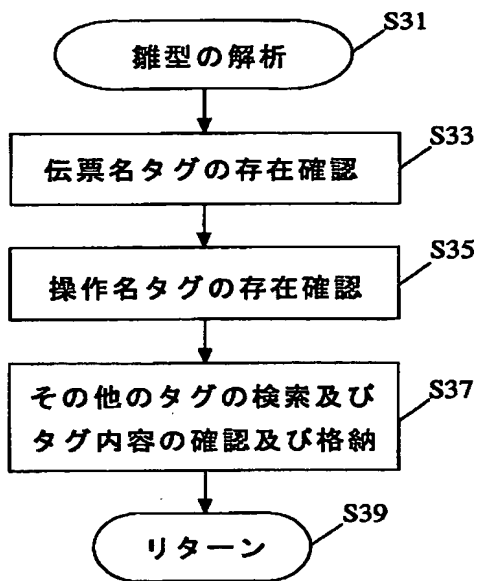 S31
雛型の解析
S33
伝票名タグの存在確認
S35
操作名タグの存在確認
S37
その他のタグの検索及び
タグ内容の確認及び格納
S39
リターン